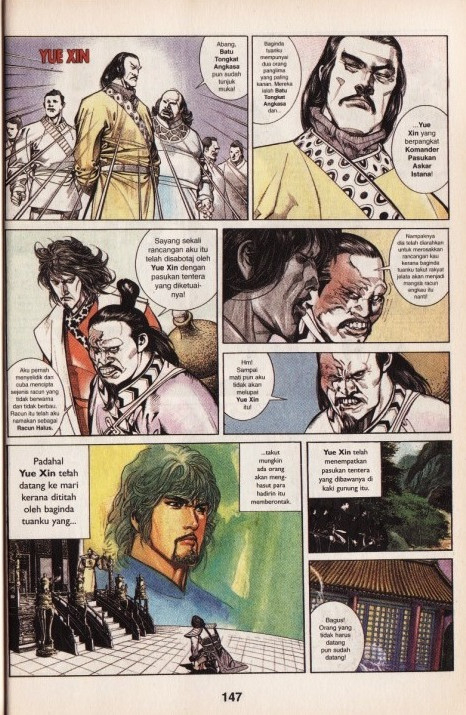 YUE XIN
Abang,
Batu
Tongkat
Angkasa
pun sudah
tunjuk
muka!
Baginda
tuanku
mempunyai
dua orang
panglima
yang paling
kanan. Mereka
ialah Batu
Tongkat
Angkasa
dan...
...Yue
Xin yang
berpangkat
Komander
Pasukan
Askar
Istana!
Sayang sekali
rancangan aku itu
telah disabotaj oleh
Yue Xin dengan
pasukan tentera
yang diketuai-
nya!
Aku pernah
menyelidik dan
cuba mencipta
sejenis racun yang
tidak berwarna
dan tidak berbau.
Racun itu telah aku
namakan sebagai
Racun Halus.
Nampaknya
dia telah diarahkan
untuk merosakkan
rancangan kau
kerana baginda
tuanku takut rakyat
jelata akan menjadi
mangsa racun
engkau itu
nanti!
Hm!
Sampai
mati pun aku
tidak akan
melupai
Yue Xin
itu!
Padahal
Yue Xin telah
datang ke mari
kerana dititah
oleh baginda
tuanku yang...
...takut
mungkin
ada orang
akan meng-
hasut para
hadirin itu
memberontak.
Yue Xin telah
menempatkan
pasukan tentera
yang dibawanya di
kaki gunung itu.
Bagus!
Orang yang
tidak harus
datang
pun sudah
datang!
147